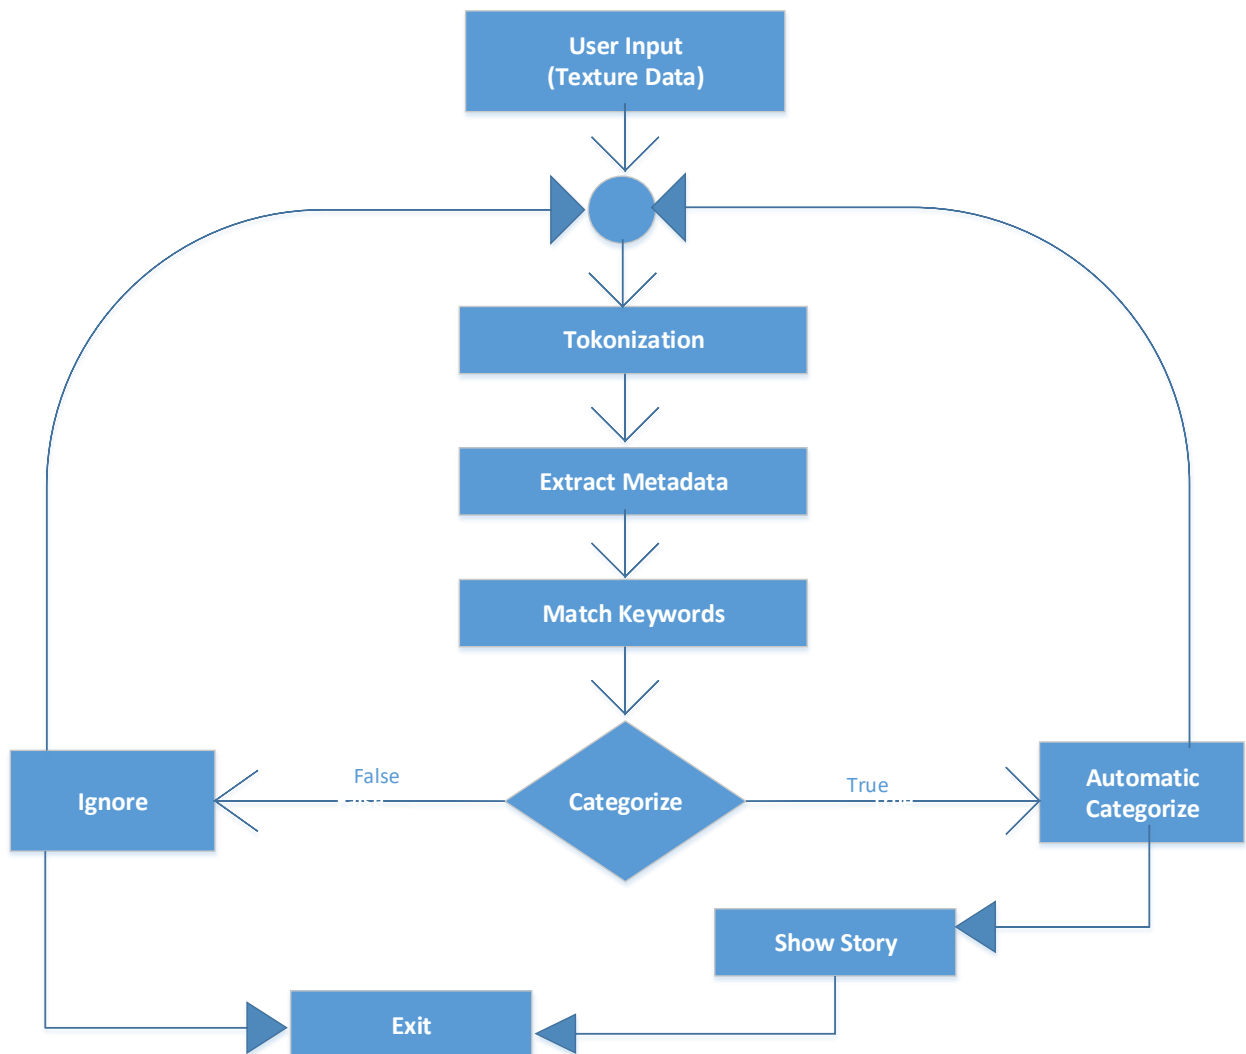 User Input
(Texture Data)
Tokonization
Extract Metadata
Match Keywords
False
True
Ignore
Categorize
Automatic
Categorize
Show Story
Exit